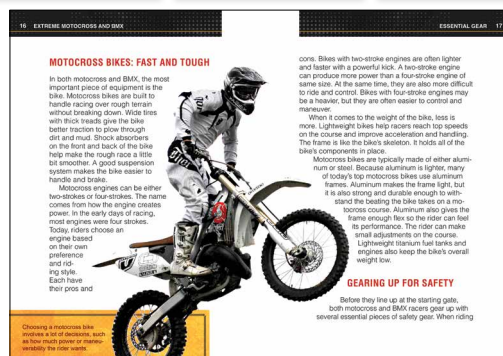 16 EXTREME MOTOCROSS AND BMX
MOTOCROSS BIKES: FAST AND TOUGH
In both motocross and BMX, the most
important piece of equipment is the
bike. Motocross bikes are built to
handle racing over rough terrain
without breaking down. Wide tires
with thick treads give the bike
better traction to plow through
dirt and mud. Shock absorbers
on the front and back of the bike
help make the rough race a little
bit smoother. A good suspension
system makes the bike easier to
handle and brake.
Motocross engines can be either
two-strokes or four-strokes. The name
comes from how the engine creates
power. In the early days of racing,
most engines were four strokes.
Today, riders choose an
engine based
on their own
preference
and rid-
ing style.
Each have
their pros and
Choosing a motocross bike
involves a lot of decisions, such
as how much power or maneu-
verability the rider wants.
ESSENTIAL GEAR 17
cons. Bikes with two-stroke engines are often lighter
and faster with a powerful kick. A two-stroke engine
can produce more power than a four-stroke engine of
same size. At the same time, they are also more difficult
to ride and control. Bikes with four-stroke engines may
be a heavier, but they are often easier to control and
maneuver.
When it comes to the weight of the bike, less is
more. Lightweight bikes help racers reach top speeds
on the course and improve acceleration and handling.
The frame is like the bike's skeleton. It holds all of the
bike's components in place.
Motocross bikes are typically made of either alumi-
num or steel. Because aluminum is lighter, many
of today's top motocross bikes use aluminum
frames. Aluminum makes the frame light, but
it is also strong and durable enough to with-
stand the beating the bike takes on a mo-
tocross course. Aluminum also gives the
frame enough flex so the rider can feel
its performance. The rider can make
small adjustments on the course.
Lightweight titanium fuel tanks and
engines also keep the bike's overall
weight low.
GEARING UP FOR SAFETY
Before they line up at the starting gate,
both motocross and BMX racers gear up with
several essential pieces of safety gear. When riding